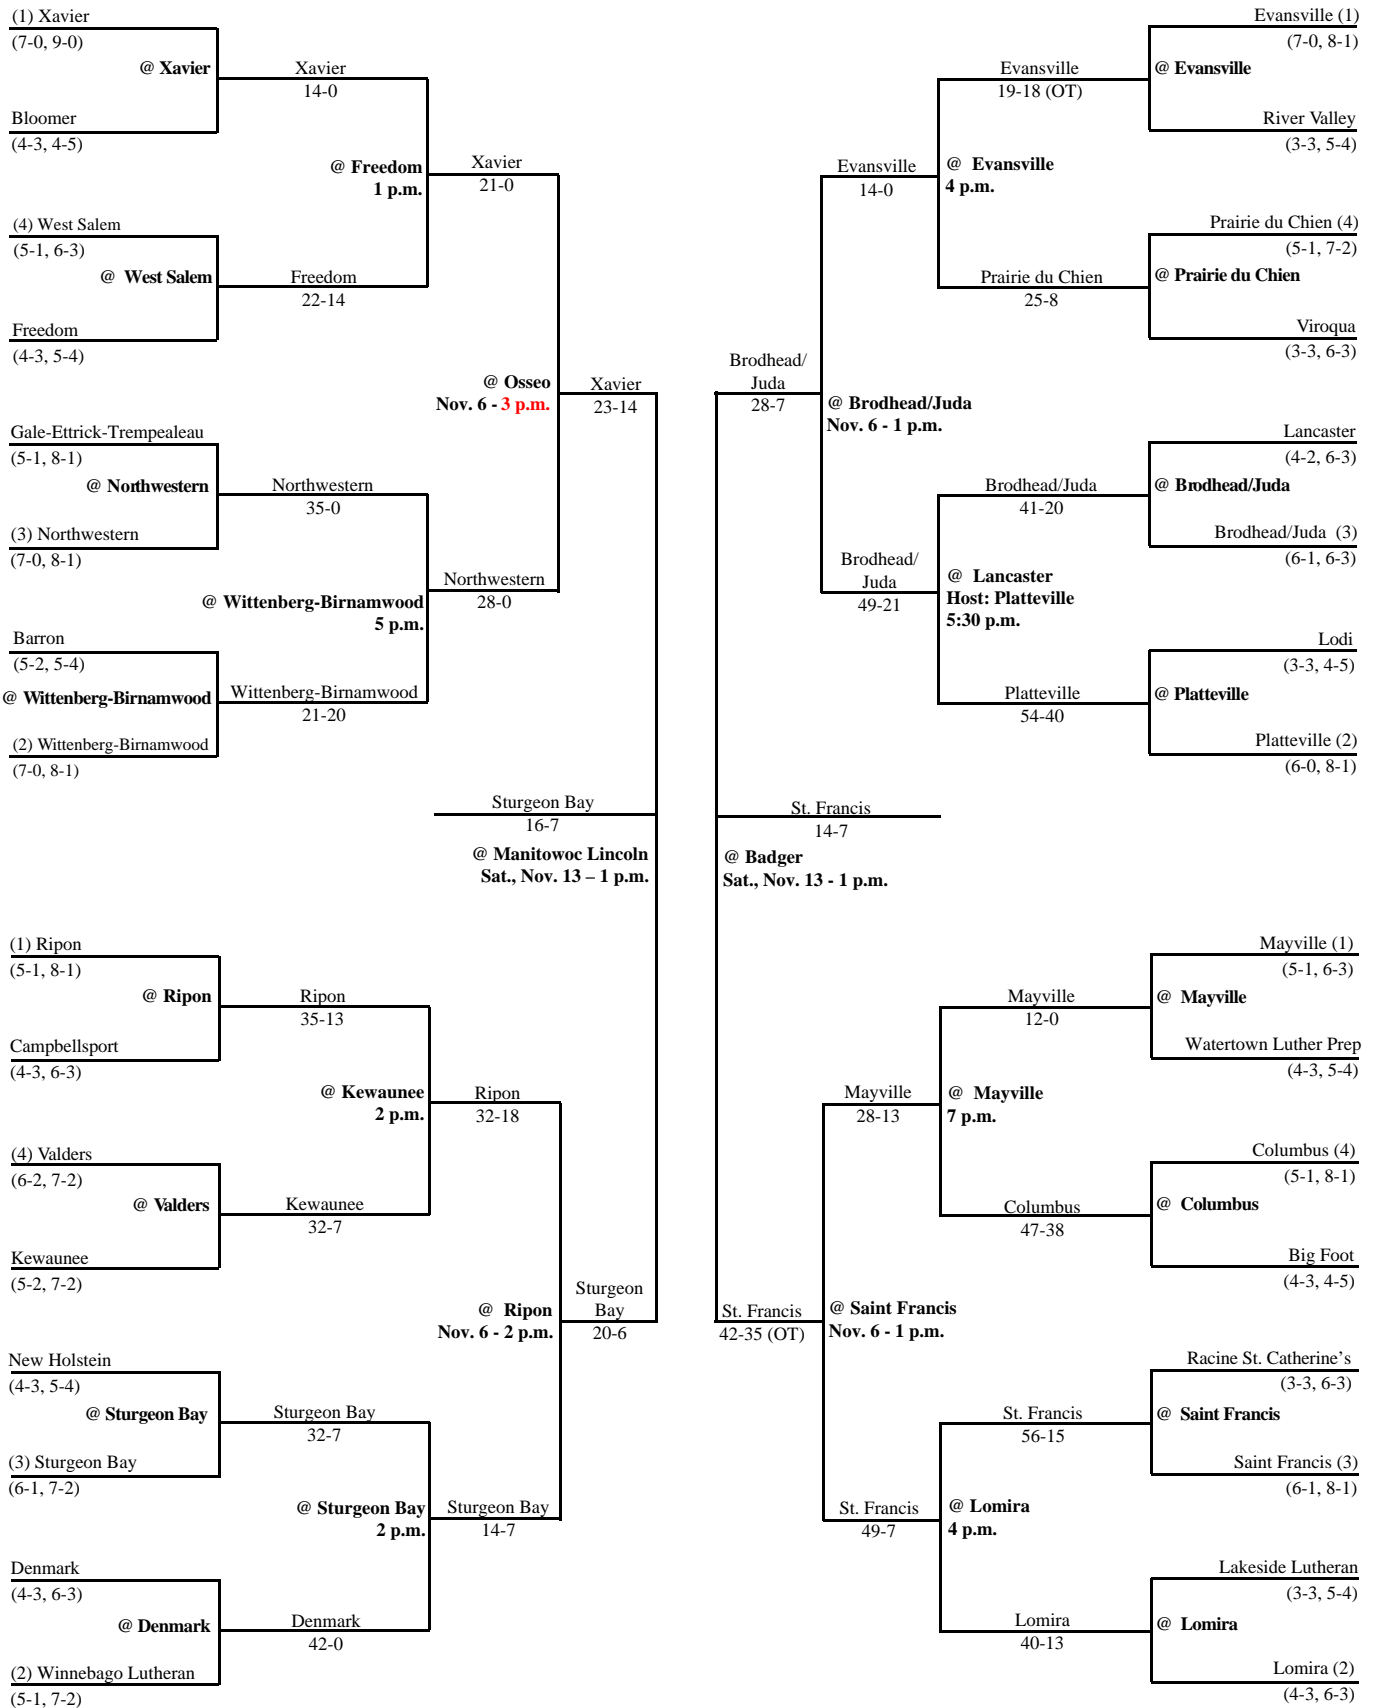 (1) Xavier
(7-0, 9-0)
@ Xavier
Bloomer
(4-3, 4-5)
Xavier
14-0
@ Freedom
1 p.m.
(4) West Salem
(5-1, 6-3)
@ West Salem
Freedom
(4-3, 5-4)
Freedom
22-14
Xavier
21-0
@ Osseo
Nov. 6 - 3 p.m.
Gale-Ettrick-Trempealeau
(5-1, 8-1)
@ Northwestern
(3) Northwestern
(7-0, 8-1)
Northwestern
35-0
@ Wittenberg-Birnamwood
5 p.m.
Barron
(5-2, 5-4)
@ Wittenberg-Birnamwood
(2) Wittenberg-Birnamwood
(7-0, 8-1)
Wittenberg-Birnamwood
21-20
Northwestern
28-0
Xavier
23-14
Sturgeon Bay
16-7
@ Manitowoc Lincoln
Sat., Nov. 13 – 1 p.m.
(1) Ripon
(5-1, 8-1)
@ Ripon
Campbellsport
(4-3, 6-3)
Ripon
35-13
@ Kewaunee
2 p.m.
(4) Valders
(6-2, 7-2)
@ Valders
Kewaunee
(5-2, 7-2)
Kewaunee
32-7
Ripon
32-18
@ Ripon
Nov. 6 - 2 p.m.
New Holstein
(4-3, 5-4)
@ Sturgeon Bay
(3) Sturgeon Bay
(6-1, 7-2)
Sturgeon Bay
32-7
@ Sturgeon Bay
2 p.m.
Denmark
(4-3, 6-3)
@ Denmark
(2) Winnebago Lutheran
(5-1, 7-2)
Denmark
42-0
Sturgeon Bay
14-7
Sturgeon
Bay
20-6
Evansville (1)
(7-0, 8-1)
@ Evansville
River Valley
(3-3, 5-4)
Evansville
19-18 (OT)
@ Evansville
4 p.m.
Prairie du Chien (4)
(5-1, 7-2)
@ Prairie du Chien
Viroqua
(3-3, 6-3)
Prairie du Chien
25-8
Evansville
14-0
Brodhead/
Juda
28-7
@ Brodhead/Juda
Nov. 6 - 1 p.m.
Lancaster
(4-2, 6-3)
@ Brodhead/Juda
Brodhead/Juda (3)
(6-1, 6-3)
Brodhead/Juda
41-20
@ Lancaster
Host: Platteville
5:30 p.m.
Lodi
(3-3, 4-5)
@ Platteville
Platteville (2)
(6-0, 8-1)
Platteville
54-40
Brodhead/
Juda
49-21
St. Francis
14-7
@ Badger
Sat., Nov. 13 - 1 p.m.
Mayville (1)
(5-1, 6-3)
@ Mayville
Watertown Luther Prep
(4-3, 5-4)
Mayville
12-0
@ Mayville
7 p.m.
Columbus (4)
(5-1, 8-1)
@ Columbus
Big Foot
(4-3, 4-5)
Columbus
47-38
Mayville
28-13
St. Francis
42-35 (OT)
@ Saint Francis
Nov. 6 - 1 p.m.
Racine St. Catherine’s
(3-3, 6-3)
@ Saint Francis
Saint Francis (3)
(6-1, 8-1)
St. Francis
56-15
@ Lomira
4 p.m.
Lakeside Lutheran
(3-3, 5-4)
@ Lomira
Lomira (2)
(4-3, 6-3)
Lomira
40-13
St. Francis
49-7